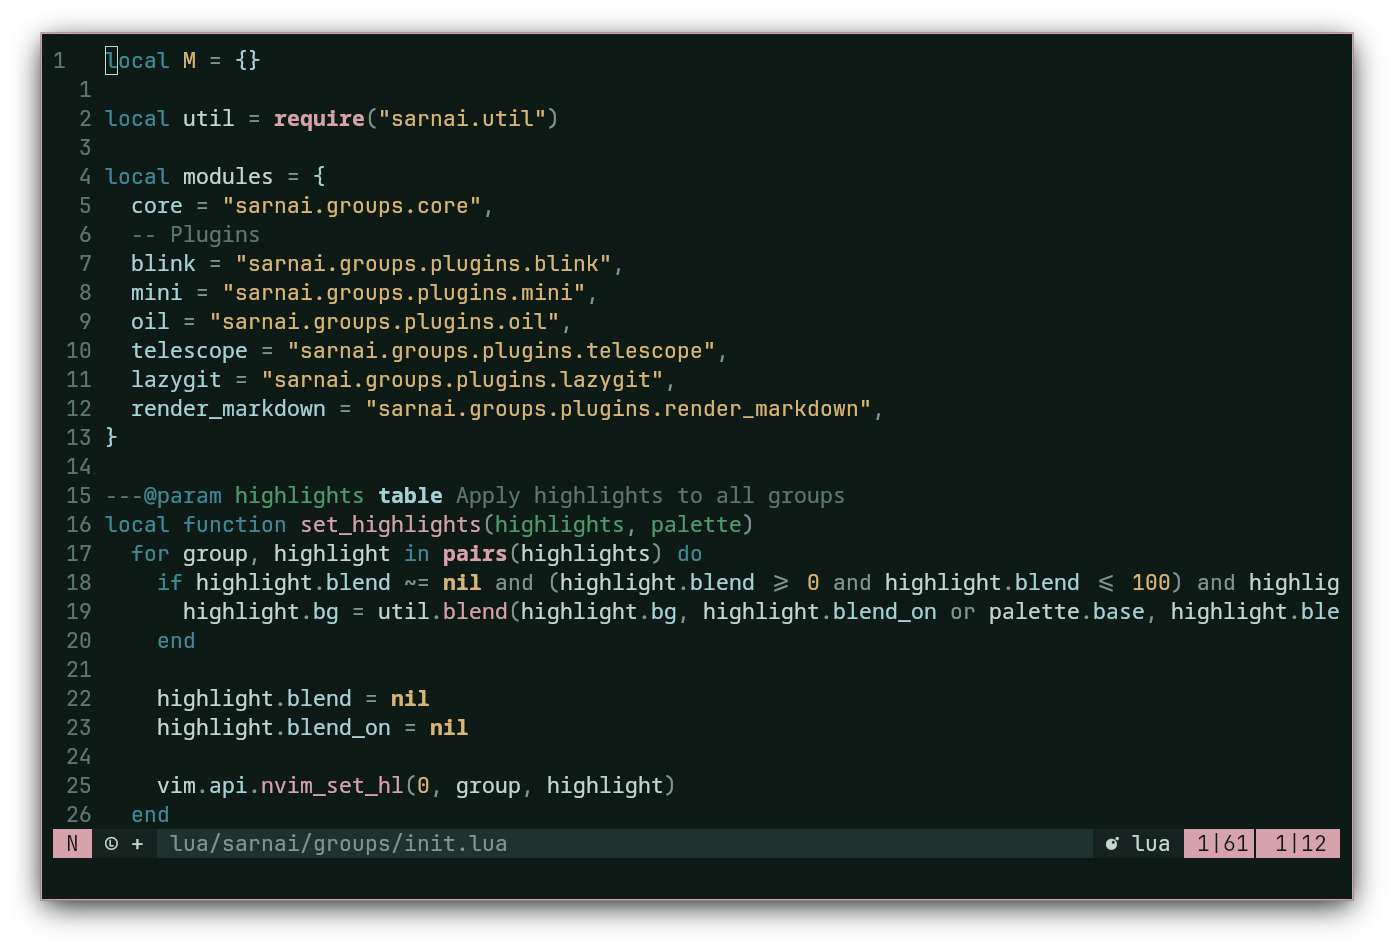 1   local M = {}
  1
  2 local util = require("sarnai.util")
  3
  4 local modules = {
  5   core = "sarnai.groups.core",
  6   -- Plugins
  7   blink = "sarnai.groups.plugins.blink",
  8   mini = "sarnai.groups.plugins.mini",
  9   oil = "sarnai.groups.plugins.oil",
 10   telescope = "sarnai.groups.plugins.telescope",
 11   lazygit = "sarnai.groups.plugins.lazygit",
 12   render_markdown = "sarnai.groups.plugins.render_markdown",
 13 }
 14
 15 ---@param highlights table Apply highlights to all groups
 16 local function set_highlights(highlights, palette)
 17   for group, highlight in pairs(highlights) do
 18     if highlight.blend ~= nil and (highlight.blend ⩾ 0 and highlight.blend ⩽ 100) and highlig
 19       highlight.bg = util.blend(highlight.bg, highlight.blend_on or palette.base, highlight.ble
 20     end
 21
 22     highlight.blend = nil
 23     highlight.blend_on = nil
 24
 25     vim.api.nvim_set_hl(0, group, highlight)
 26   end
N Ⓛ + lua/sarnai/groups/init.lua lua 1|61 1|12